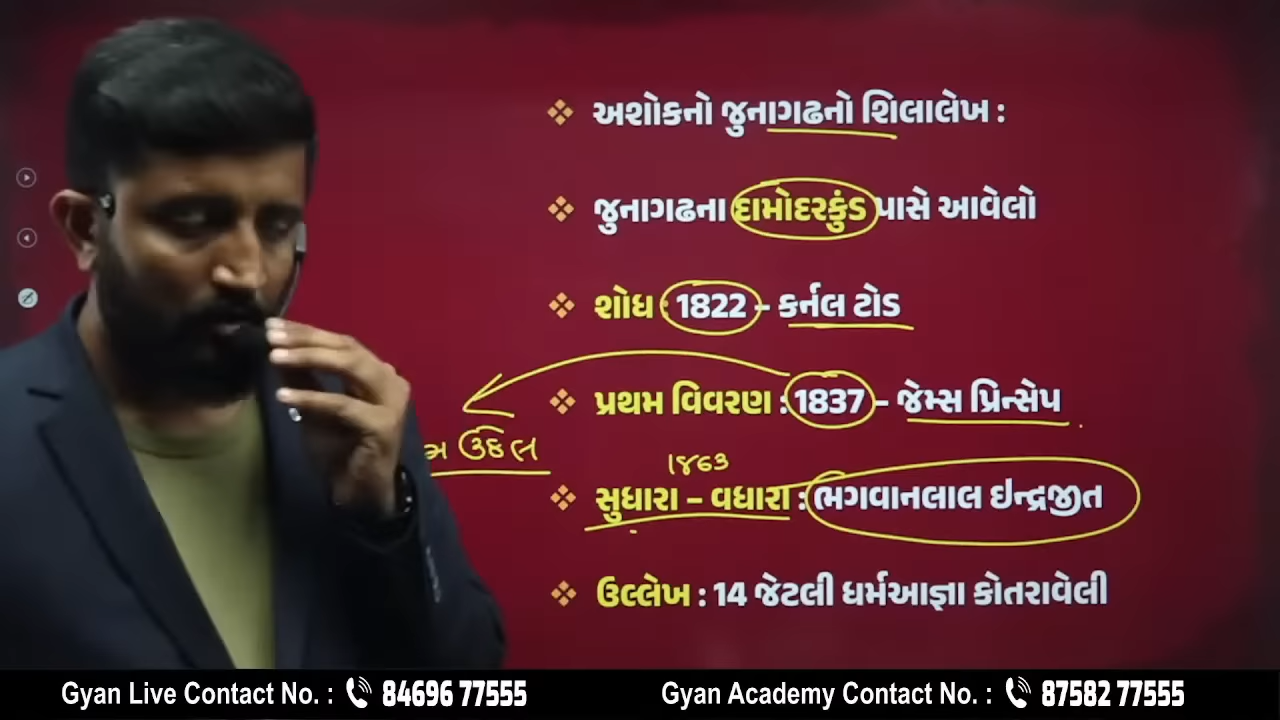 અશોકનો જુનાગઢનો શિલાલેખ :
જુનાગઢના દામોદરકુંડ પાસે આવેલો
શોધ : 1822 – કર્નલ ટોડ
પ્રથમ વિવરણ : 1837 – જેમ્સ પ્રિન્સેપ
ઉકેલ
૧૮૬૩
સુધારા – વધારા : ભગવાનલાલ ઇન્દ્રજીત
ઉલ્લેખ : 14 જેટલી ધર્મઆજ્ઞા કોતરાવેલી
Gyan Live Contact No. : 84696 77555
Gyan Academy Contact No. : 87582 77555